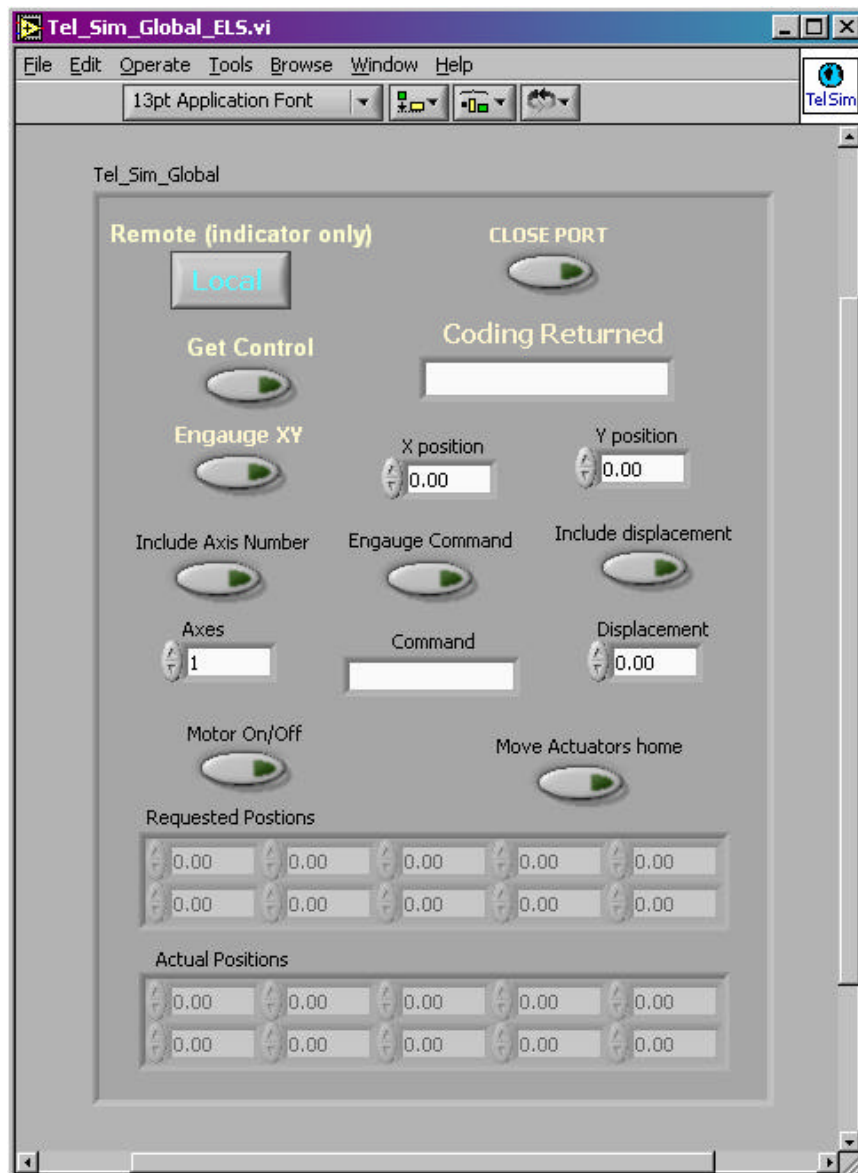 Tel_Sim_Global_ELS.vi
File Edit Operate Tools Browse Window Help
13pt Application Font
TelSim
Tel_Sim_Global
Remote (indicator only)
CLOSE PORT
Local
Get Control
Coding Returned
Engauge XY
X position
Y position
0.00
0.00
Include Axis Number
Engauge Command
Include displacement
Axes
Command
Displacement
1
0.00
Motor On/Off
Move Actuators home
Requested Postions
0.00 0.00 0.00 0.00 0.00
0.00 0.00 0.00 0.00 0.00
Actual Positions
0.00 0.00 0.00 0.00 0.00
0.00 0.00 0.00 0.00 0.00